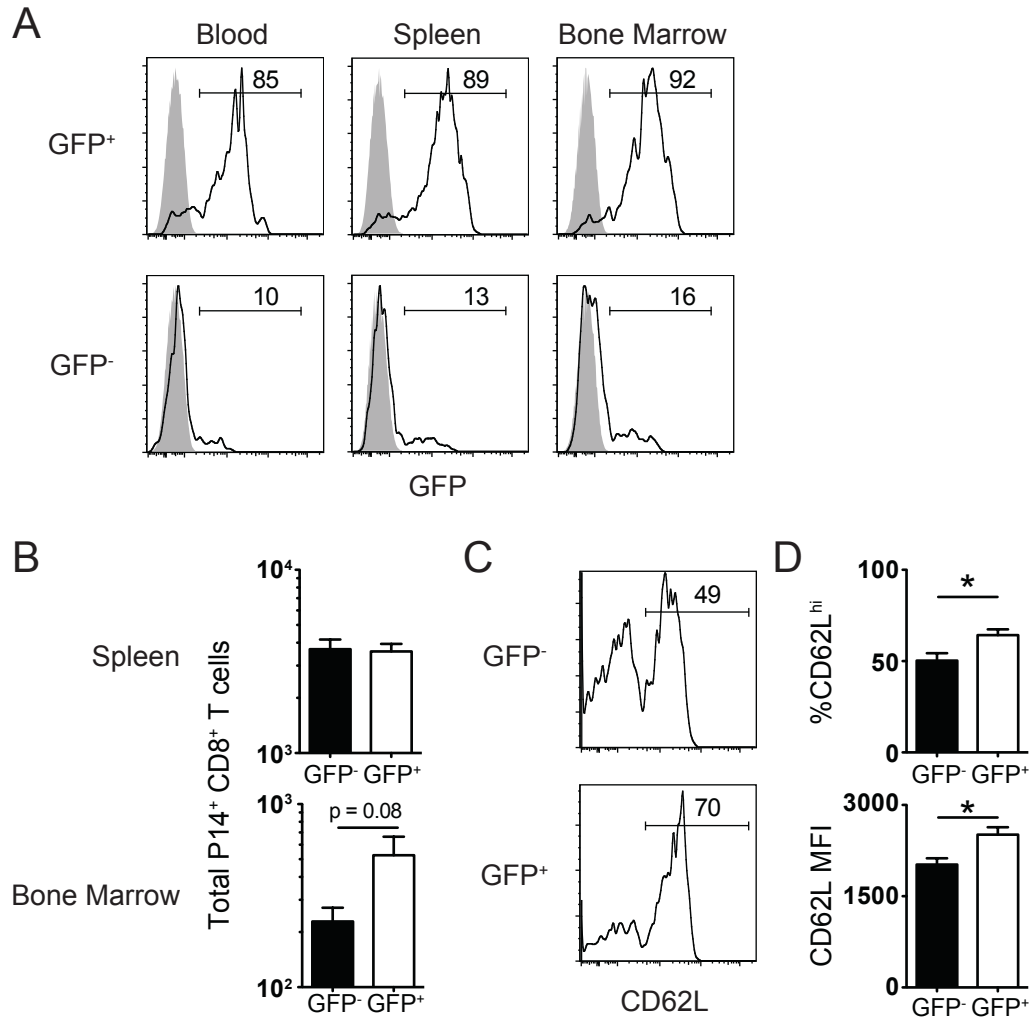 A
Blood Spleen Bone Marrow
GFP⁺
85 89 92
GFP⁻
10 13 16
GFP
B
Spleen
Bone Marrow
Total P14⁺ CD8⁺ T cells
10⁴
10³
GFP⁻ GFP⁺
10³
p = 0.08
10²
GFP⁻ GFP⁺
C
GFP⁻
49
GFP⁺
70
CD62L
D
%CD62Lʰⁱ
100
*
50
0
GFP⁻ GFP⁺
CD62L MFI
3000
*
1500
0
GFP⁻ GFP⁺